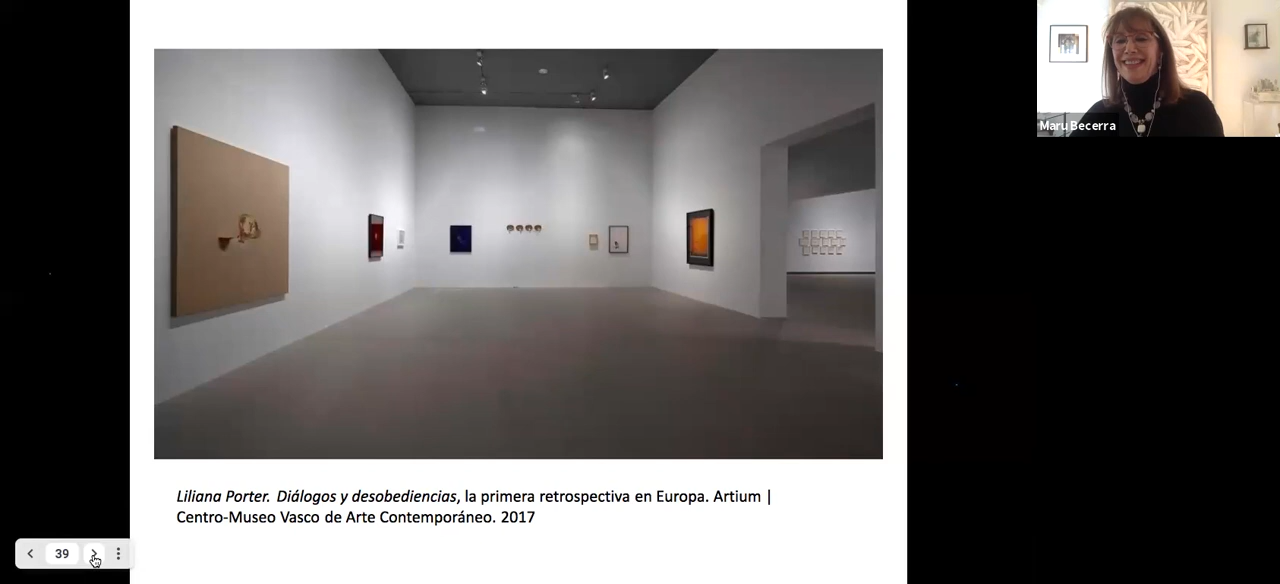 Maru Becerra
Liliana Porter. Diálogos y desobediencias, la primera retrospectiva en Europa. Artium |
Centro-Museo Vasco de Arte Contemporáneo. 2017
39